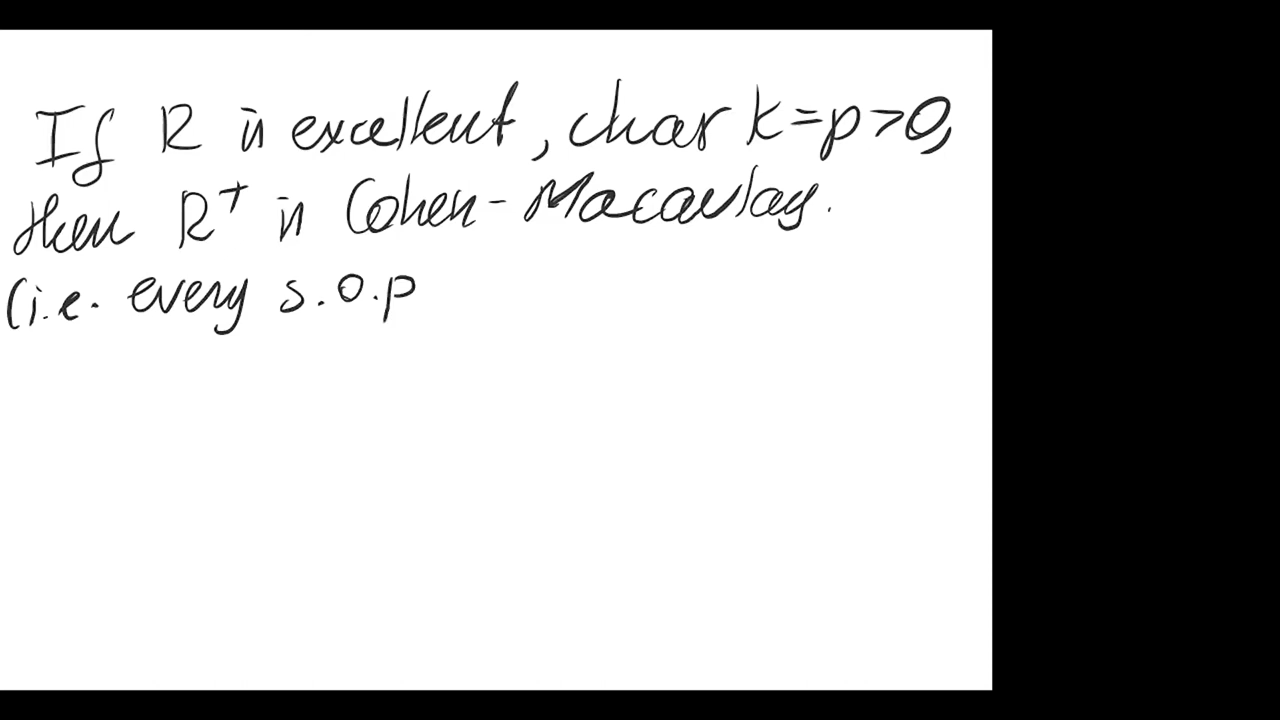 If R is excellent, char k = p > 0,
then R⁺ is Cohen-Macaulay.
(i.e. every s.o.p